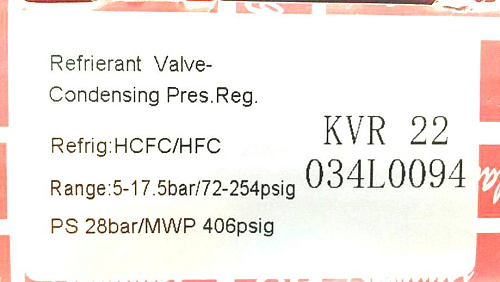 Refrierant Valve-
Condensing Pres.Reg.
Refrig:HCFC/HFC
Range:5-17.5bar/72-254psig
PS 28bar/MWP 406psig
KVR 22
034L0094